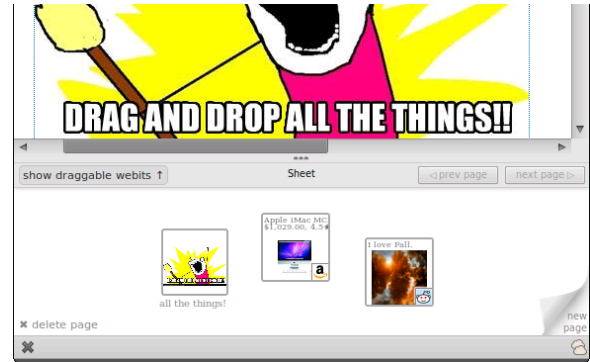 DRAG AND DROP ALL THE THINGS!!
show draggable webits ↑
Sheet
◁ prev page
next page ▷
Apple iMac MC
$1,029.00, 4.5★
I love Fall.
all the things!
✖ delete page
new
page